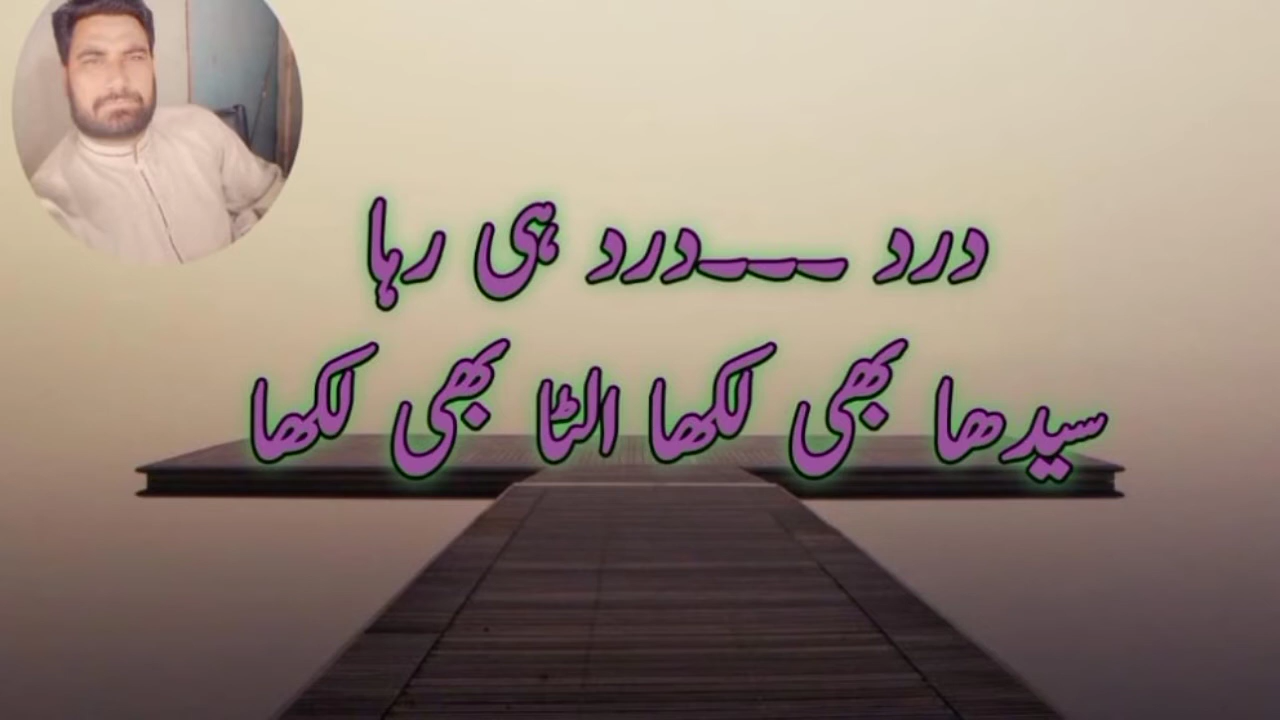 درد ۔۔۔درد ہی رہا
سیدھا بھی لکھا الٹا بھی لکھا